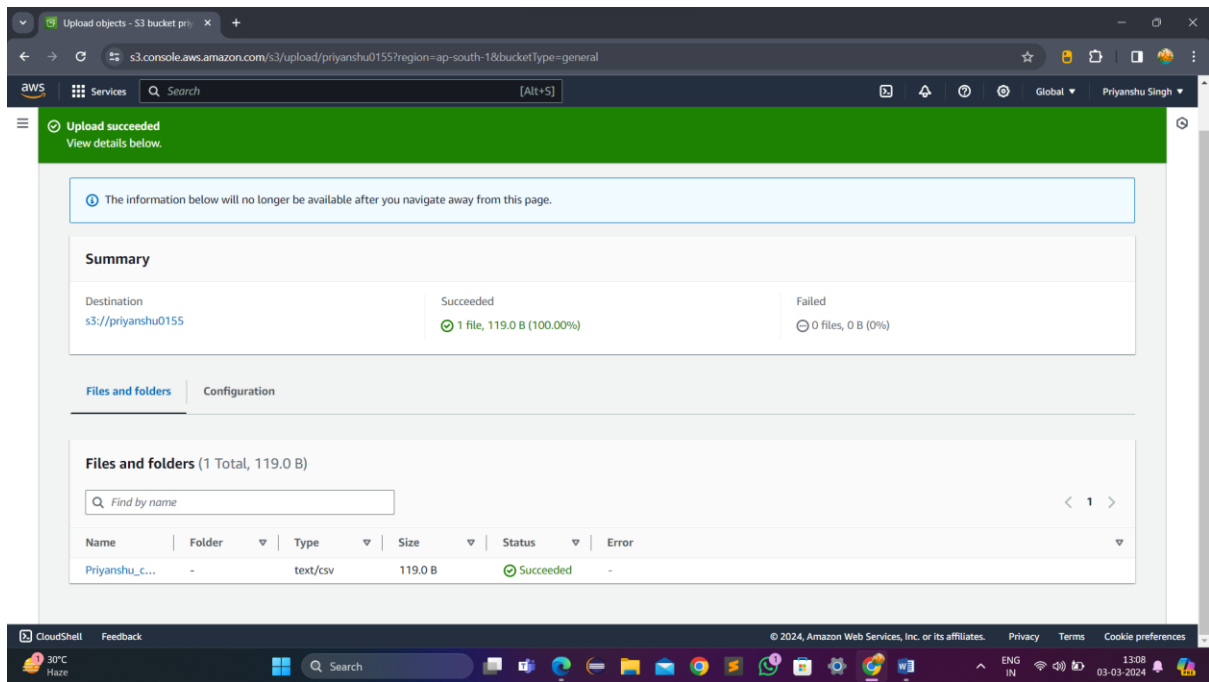 Upload objects - S3 bucket priy
s3.console.aws.amazon.com/s3/upload/priyanshu0155?region=ap-south-1&bucketType=general
aws Services Search [Alt+S] Global Priyanshu Singh
Upload succeeded
View details below.
The information below will no longer be available after you navigate away from this page.
Summary
Destination Succeeded Failed
s3://priyanshu0155 1 file, 119.0 B (100.00%) 0 files, 0 B (0%)
Files and folders Configuration
Files and folders (1 Total, 119.0 B)
Find by name 1
Name Folder Type Size Status Error
Priyanshu_c... - text/csv 119.0 B Succeeded -
CloudShell Feedback © 2024, Amazon Web Services, Inc. or its affiliates. Privacy Terms Cookie preferences
30°C
Haze
Search
ENG
IN
13:08
03-03-2024